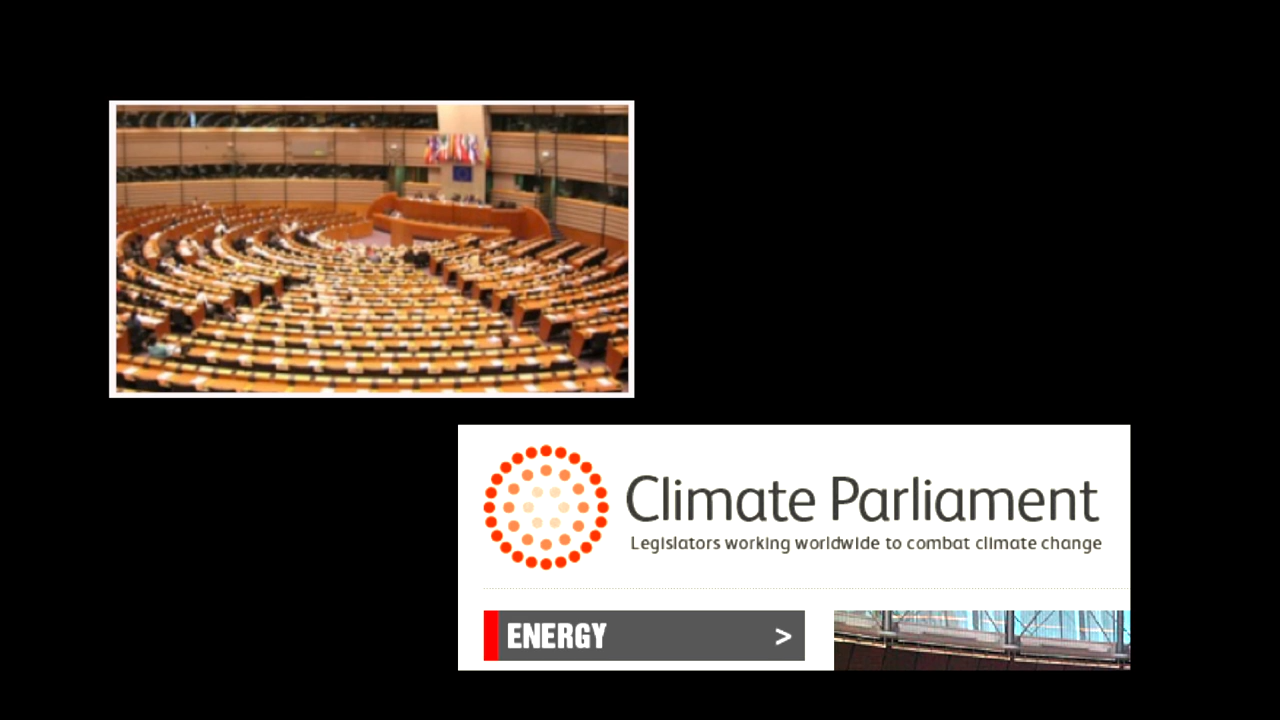 Climate Parliament
Legislators working worldwide to combat climate change
ENERGY >